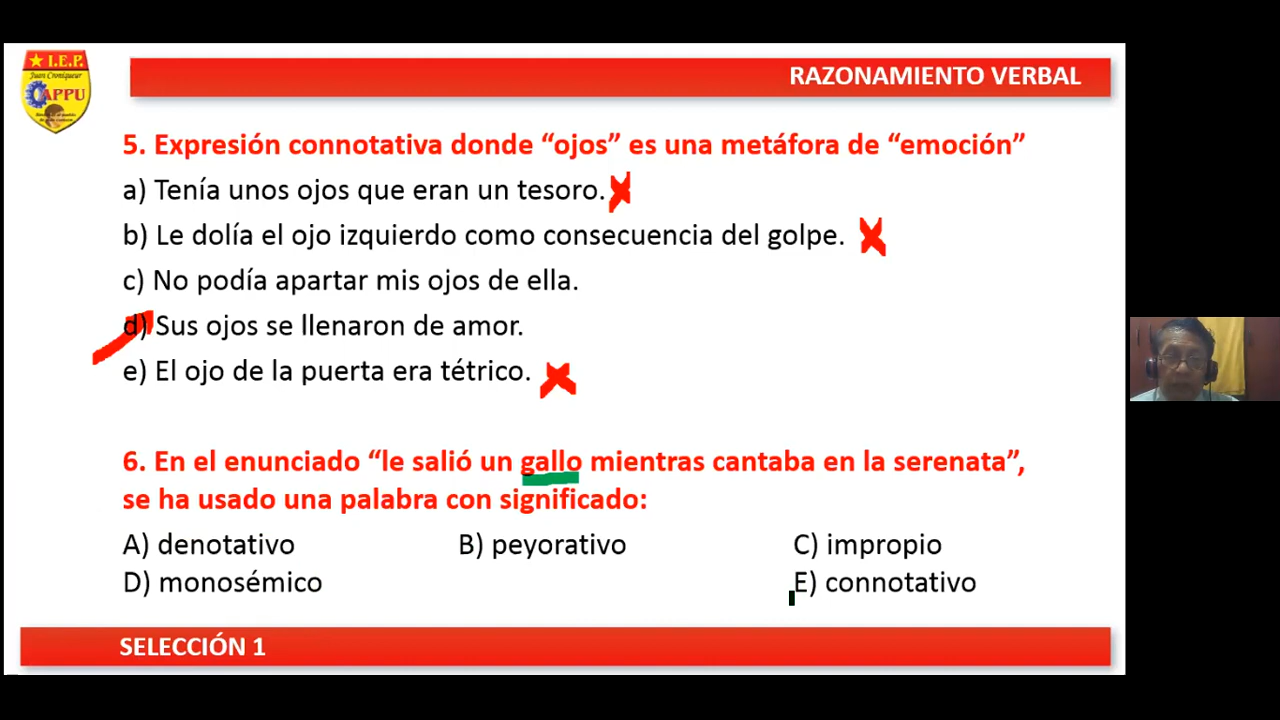 I.E.P.
Juan Croniqueur
CAPPU
RAZONAMIENTO VERBAL
5. Expresión connotativa donde “ojos” es una metáfora de “emoción”
a) Tenía unos ojos que eran un tesoro.
b) Le dolía el ojo izquierdo como consecuencia del golpe.
c) No podía apartar mis ojos de ella.
d) Sus ojos se llenaron de amor.
e) El ojo de la puerta era tétrico.
6. En el enunciado “le salió un gallo mientras cantaba en la serenata”,
se ha usado una palabra con significado:
A) denotativo B) peyorativo C) impropio
D) monosémico E) connotativo
SELECCIÓN 1